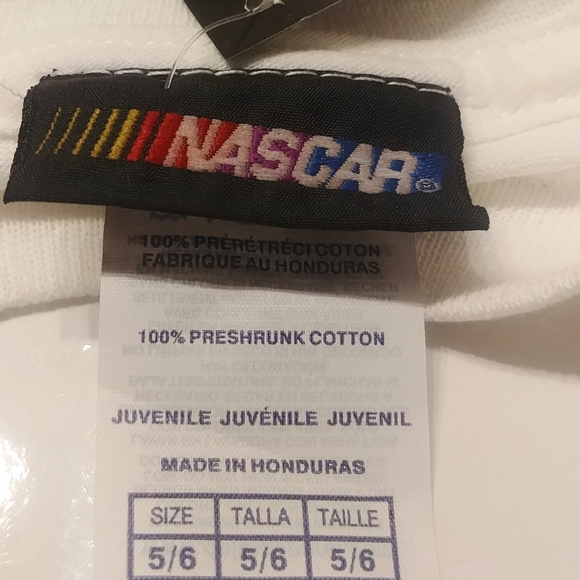 NASCAR®
100% PRÉRÉTRÉCI COTON
FABRIQUE AU HONDURAS
100% PRESHRUNK COTTON
JUVENILE JUVÉNILE JUVENIL
MADE IN HONDURAS
SIZE TALLA TAILLE
5/6 5/6 5/6